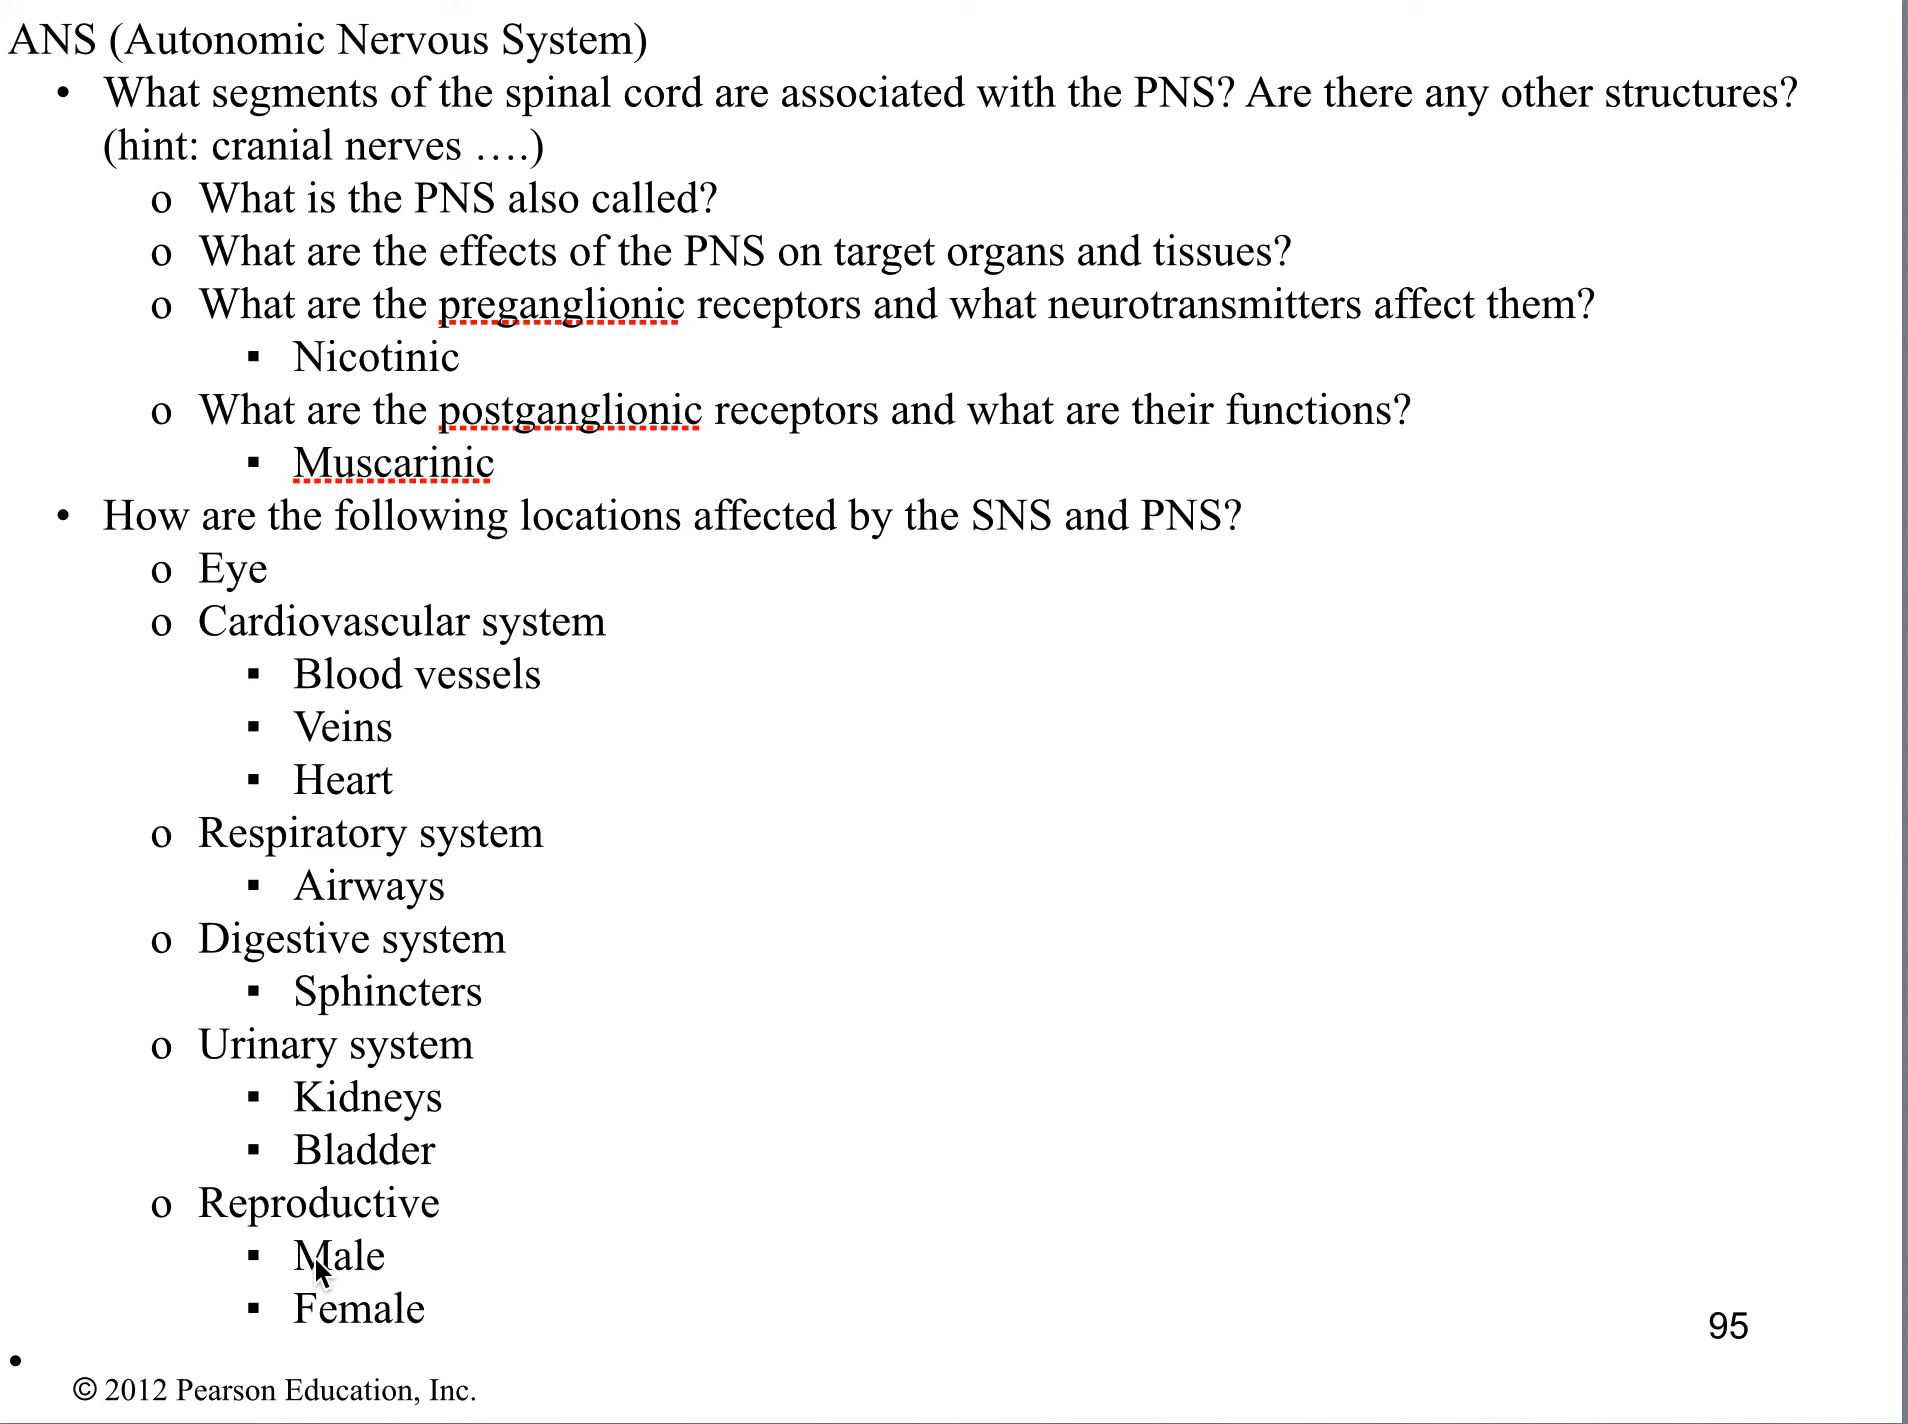 ANS (Autonomic Nervous System)
• What segments of the spinal cord are associated with the PNS? Are there any other structures?
(hint: cranial nerves ….)
o What is the PNS also called?
o What are the effects of the PNS on target organs and tissues?
o What are the preganglionic receptors and what neurotransmitters affect them?
▪ Nicotinic
o What are the postganglionic receptors and what are their functions?
▪ Muscarinic
• How are the following locations affected by the SNS and PNS?
o Eye
o Cardiovascular system
▪ Blood vessels
▪ Veins
▪ Heart
o Respiratory system
▪ Airways
o Digestive system
▪ Sphincters
o Urinary system
▪ Kidneys
▪ Bladder
o Reproductive
▪ Male
▪ Female
95
•
© 2012 Pearson Education, Inc.